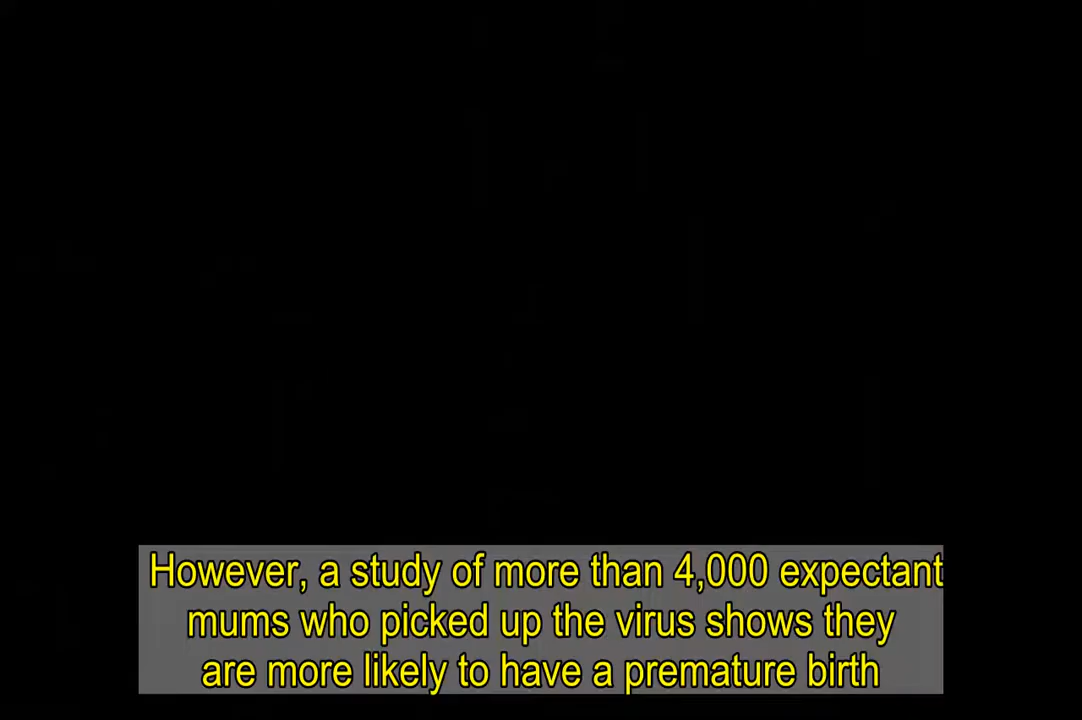 However, a study of more than 4,000 expectant
mums who picked up the virus shows they
are more likely to have a premature birth